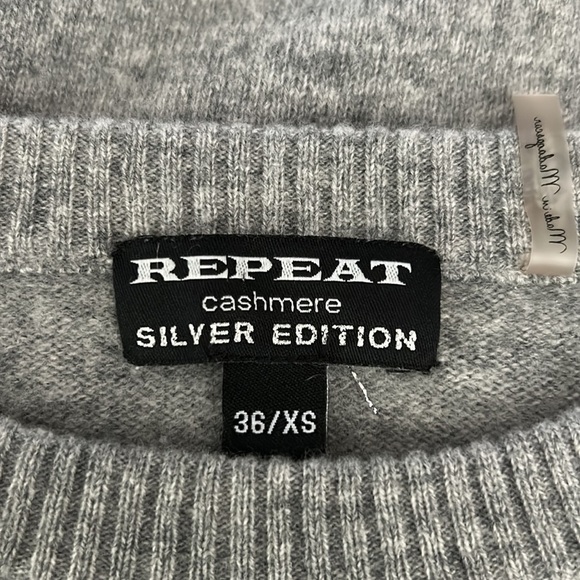 REPEAT
cashmere
SILVER EDITION
36/XS